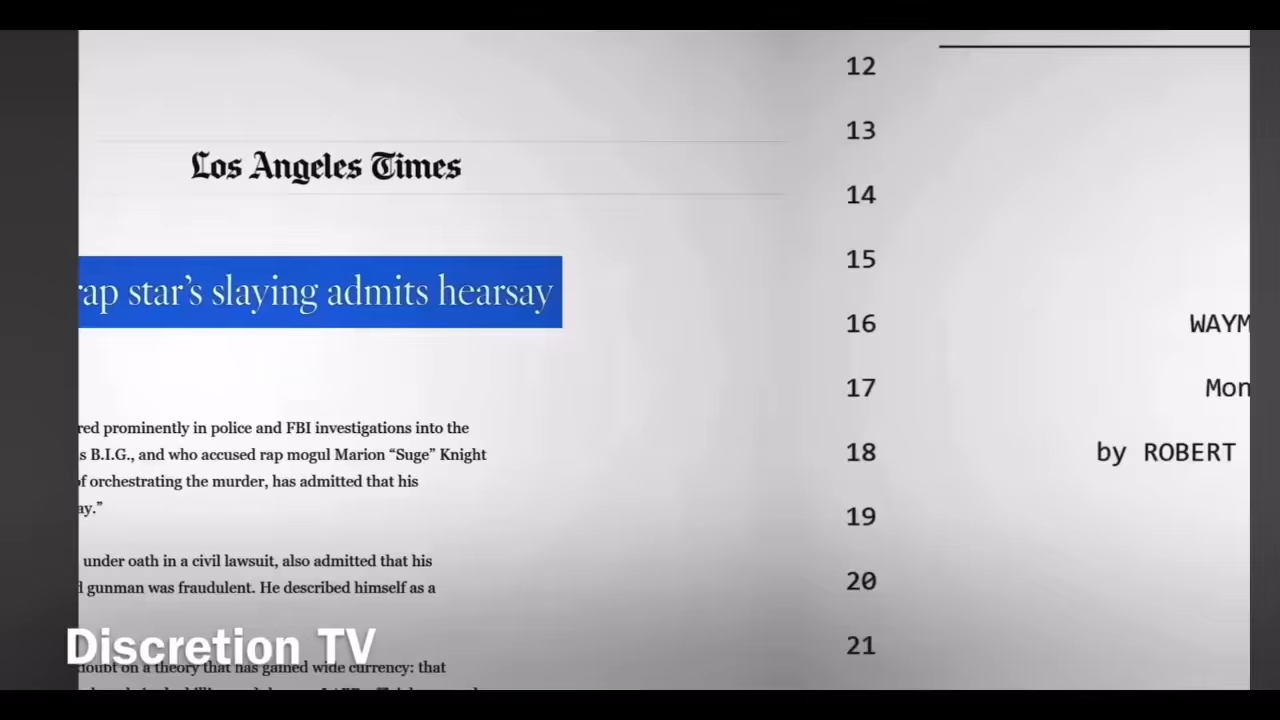 Los Angeles Times
rap star’s slaying admits hearsay
red prominently in police and FBI investigations into the
s B.I.G., and who accused rap mogul Marion “Suge” Knight
of orchestrating the murder, has admitted that his
ay.”
under oath in a civil lawsuit, also admitted that his
d gunman was fraudulent. He described himself as a
doubt on a theory that has gained wide currency: that
Discretion TV
12
13
14
15
16 WAYM
17 Mon
18 by ROBERT
19
20
21